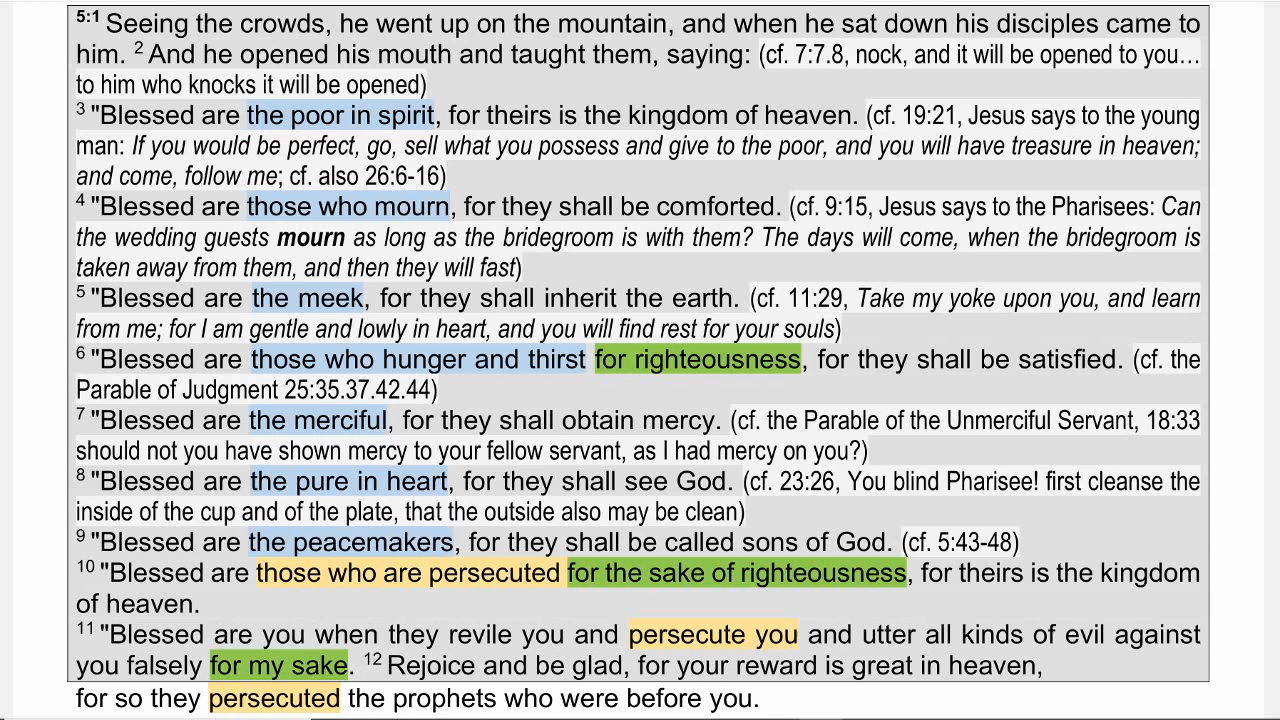 5:1 Seeing the crowds, he went up on the mountain, and when he sat down his disciples came to
him. 2 And he opened his mouth and taught them, saying: (cf. 7:7.8, nock, and it will be opened to you…
to him who knocks it will be opened)
3 "Blessed are the poor in spirit, for theirs is the kingdom of heaven. (cf. 19:21, Jesus says to the young
man: If you would be perfect, go, sell what you possess and give to the poor, and you will have treasure in heaven;
and come, follow me; cf. also 26:6-16)
4 "Blessed are those who mourn, for they shall be comforted. (cf. 9:15, Jesus says to the Pharisees: Can
the wedding guests mourn as long as the bridegroom is with them? The days will come, when the bridegroom is
taken away from them, and then they will fast)
5 "Blessed are the meek, for they shall inherit the earth. (cf. 11:29, Take my yoke upon you, and learn
from me; for I am gentle and lowly in heart, and you will find rest for your souls)
6 "Blessed are those who hunger and thirst for righteousness, for they shall be satisfied. (cf. the
Parable of Judgment 25:35.37.42.44)
7 "Blessed are the merciful, for they shall obtain mercy. (cf. the Parable of the Unmerciful Servant, 18:33
should not you have shown mercy to your fellow servant, as I had mercy on you?)
8 "Blessed are the pure in heart, for they shall see God. (cf. 23:26, You blind Pharisee! first cleanse the
inside of the cup and of the plate, that the outside also may be clean)
9 "Blessed are the peacemakers, for they shall be called sons of God. (cf. 5:43-48)
10 "Blessed are those who are persecuted for the sake of righteousness, for theirs is the kingdom
of heaven.
11 "Blessed are you when they revile you and persecute you and utter all kinds of evil against
you falsely for my sake. 12 Rejoice and be glad, for your reward is great in heaven,
for so they persecuted the prophets who were before you.